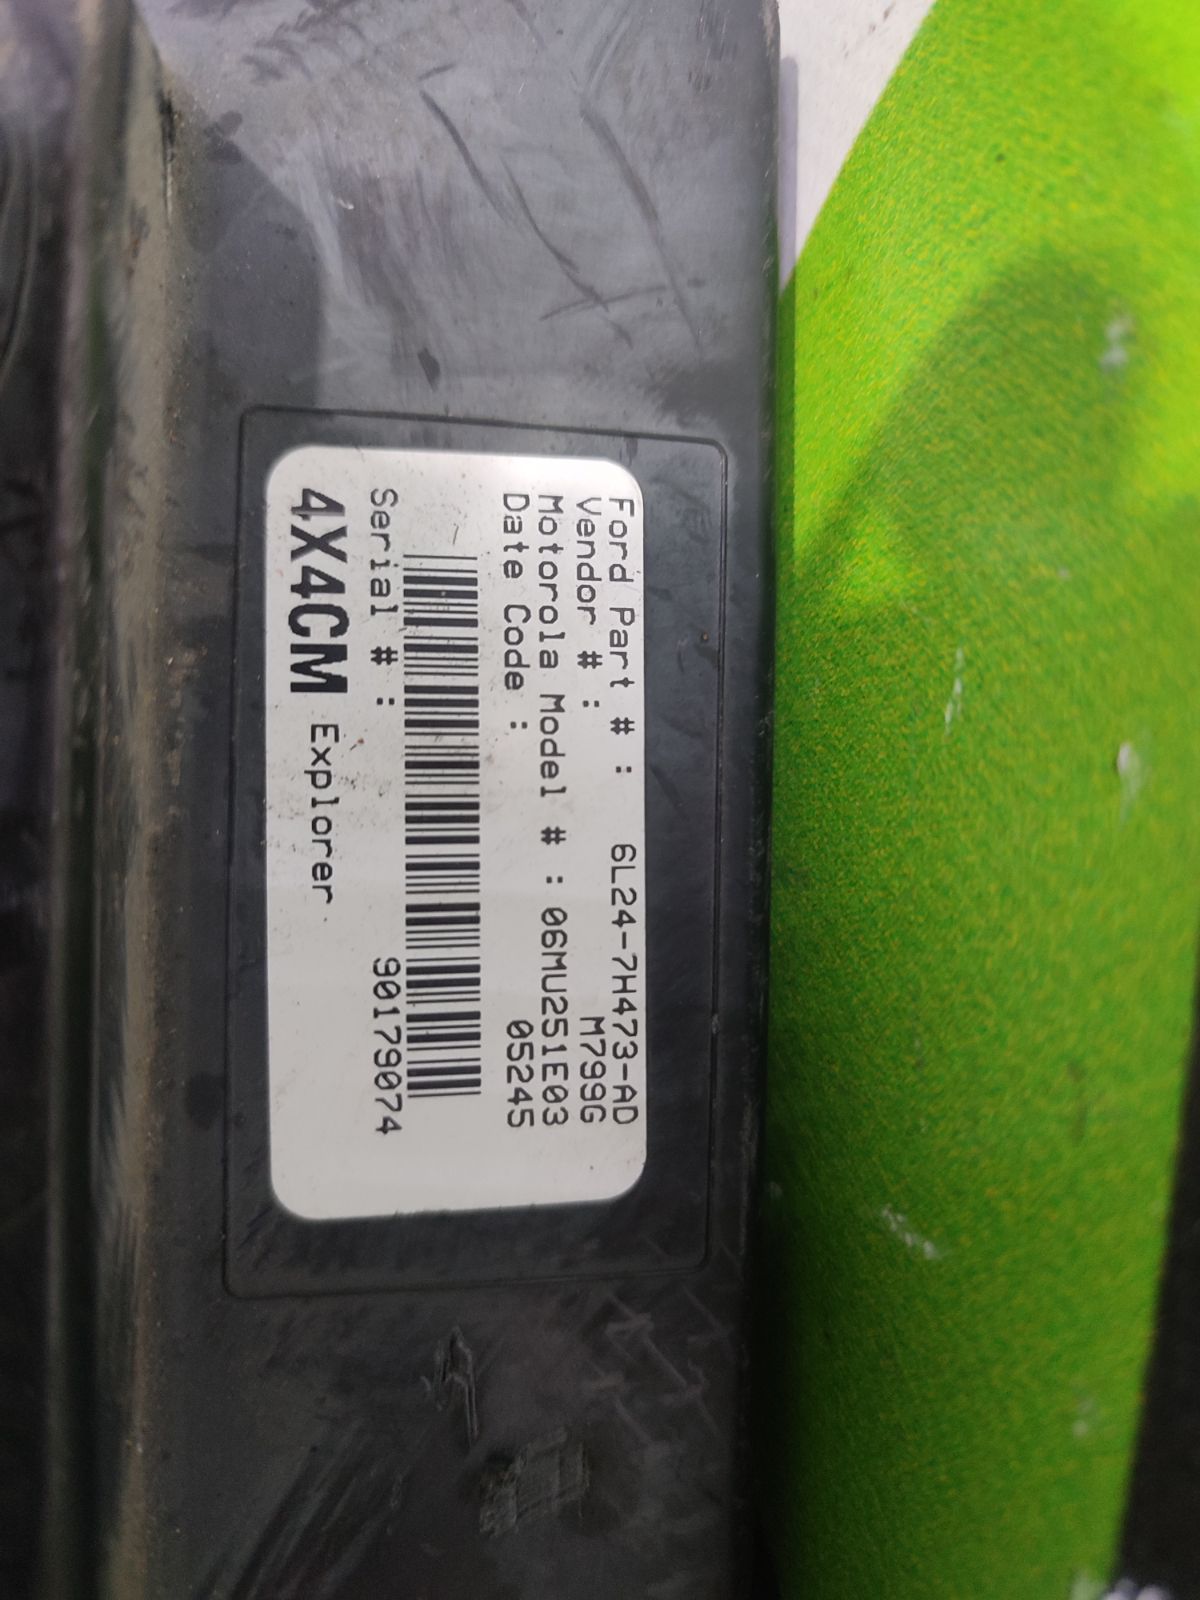 Ford Part # : 6L24-7H473-AD
Vendor # : M799G
Motorola Model # : 06MU251E03
Date Code : 05245
Serial # : 90179074
4X4CM Explorer